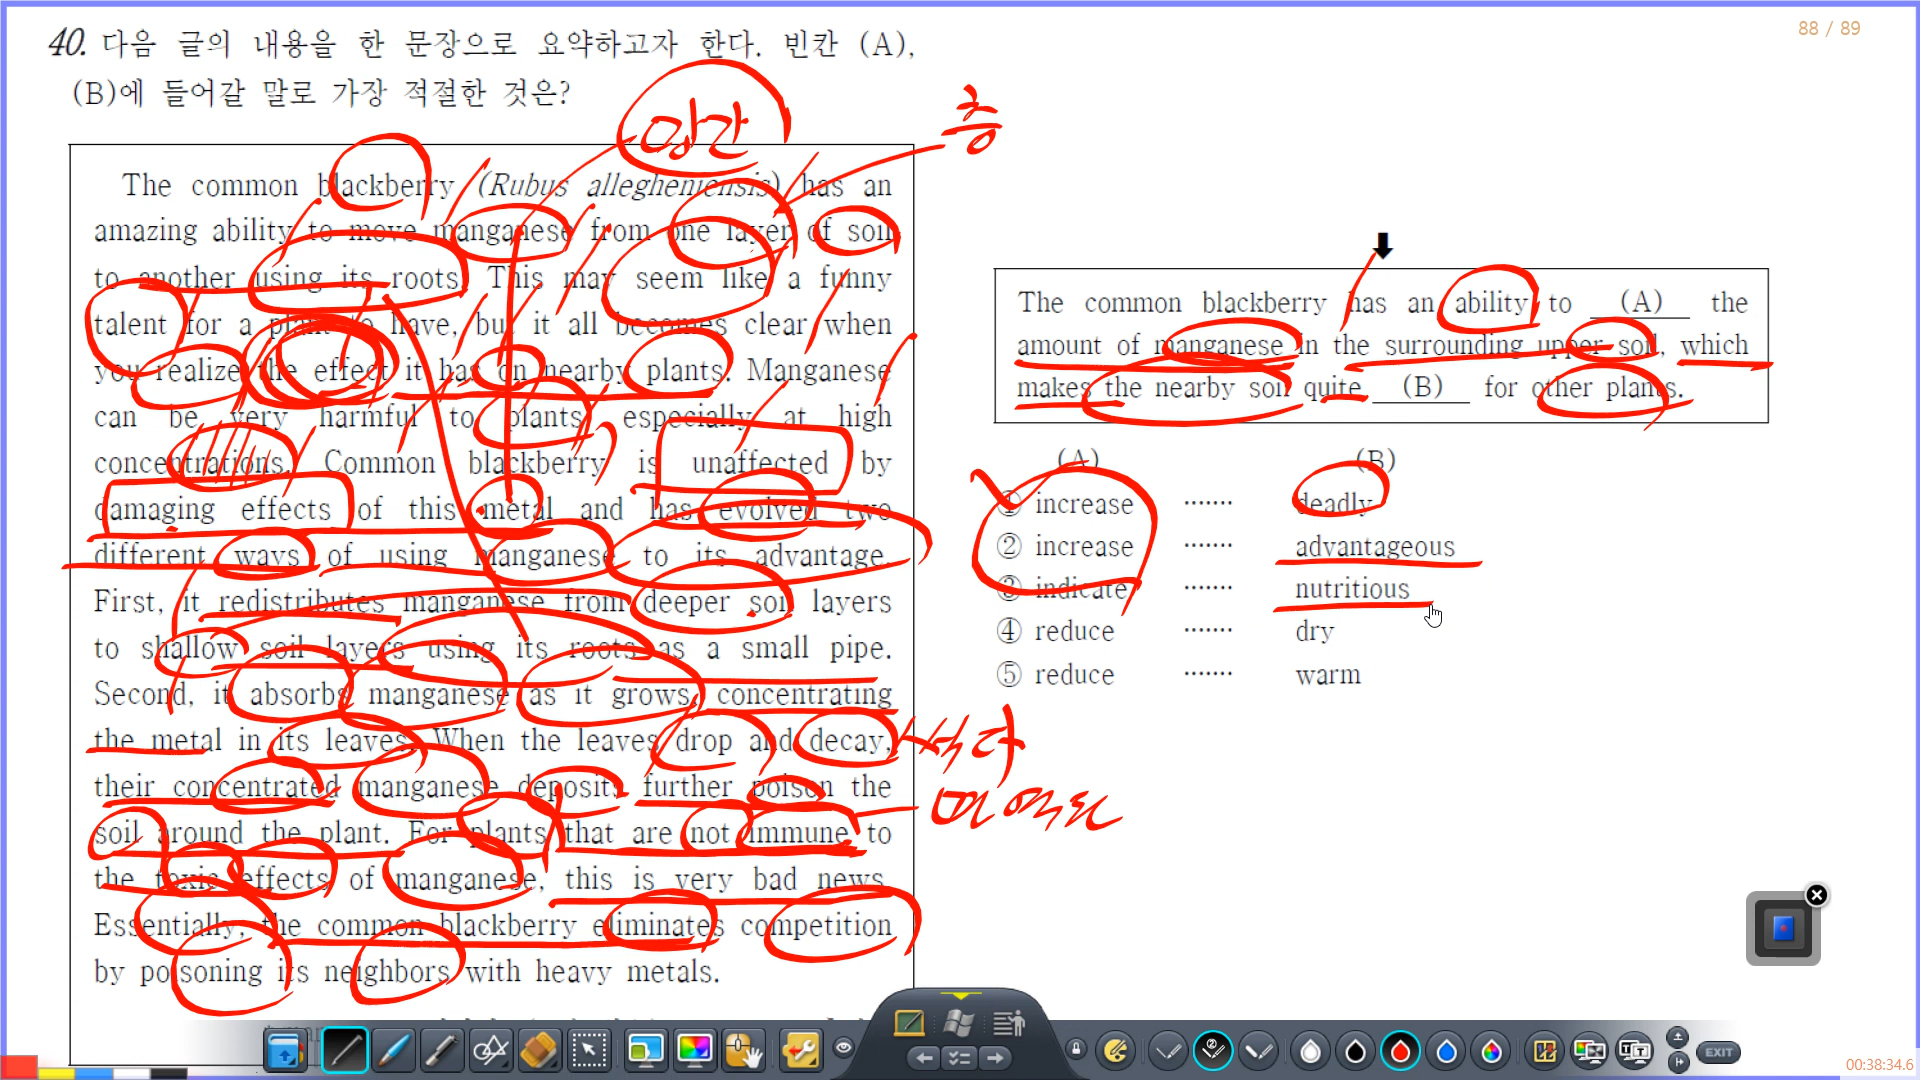 88 / 89
40. 다음 글의 내용을 한 문장으로 요약하고자 한다. 빈칸 (A),
(B)에 들어갈 말로 가장 적절한 것은?
망간
층
The common blackberry (Rubus allegheniensis) has an
amazing ability to move manganese from one layer of soil
to another using its roots. This may seem like a funny
talent for a plant to have, but it all becomes clear when
you realize the effect it has on nearby plants. Manganese
can be very harmful to plants, especially at high
concentrations. Common blackberry is unaffected by
damaging effects of this metal and has evolved two
different ways of using manganese to its advantage.
First, it redistributes manganese from deeper soil layers
to shallow soil layers using its roots as a small pipe.
Second, it absorbs manganese as it grows, concentrating
the metal in its leaves. When the leaves drop and decay,
their concentrated manganese deposits further poison the
soil around the plant. For plants that are not immune to
the toxic effects of manganese, this is very bad news.
Essentially, the common blackberry eliminates competition
by poisoning its neighbors with heavy metals.
썩다
면역된
The common blackberry has an ability to (A) the
amount of manganese in the surrounding upper soil, which
makes the nearby soil quite (B) for other plants.
(A) (B)
① increase ······· deadly
② increase ······· advantageous
③ indicate ······· nutritious
④ reduce ······· dry
⑤ reduce ······· warm
EXIT
00:38:34.6